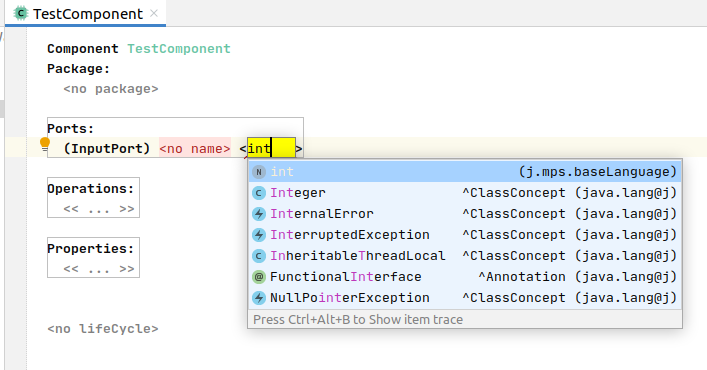 TestComponent
Component TestComponent
Package:
<no package>
Ports:
(InputPort) <no name> <int >
int (j.mps.baseLanguage)
Integer ^ClassConcept (java.lang@j)
InternalError ^ClassConcept (java.lang@j)
InterruptedException ^ClassConcept (java.lang@j)
InheritableThreadLocal ^ClassConcept (java.lang@j)
FunctionalInterface ^Annotation (java.lang@j)
NullPointerException ^ClassConcept (java.lang@j)
Press Ctrl+Alt+B to Show item trace
Operations:
<< ... >>
Properties:
<< ... >>
<no lifeCycle>